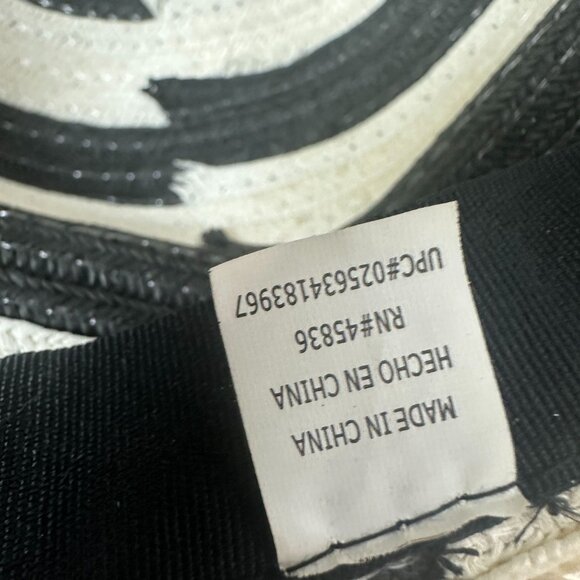 MADE IN CHINA
HECHO EN CHINA
RN#45836
UPC#025634183967